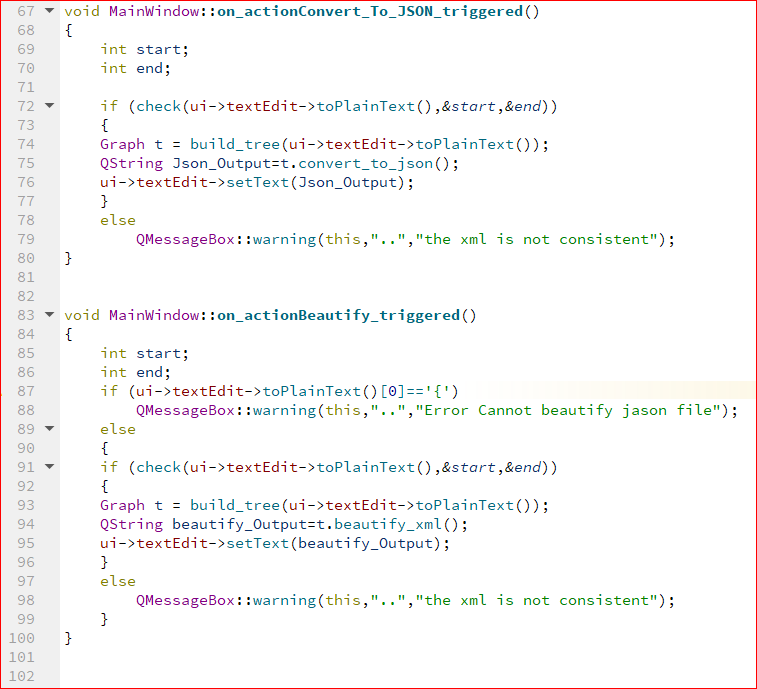 67 void MainWindow::on_actionConvert_To_JSON_triggered()
68 {
69     int start;
70     int end;
71
72     if (check(ui->textEdit->toPlainText(),&start,&end))
73     {
74     Graph t = build_tree(ui->textEdit->toPlainText());
75     QString Json_Output=t.convert_to_json();
76     ui->textEdit->setText(Json_Output);
77     }
78     else
79         QMessageBox::warning(this,"..","the xml is not consistent");
80 }
81
82
83 void MainWindow::on_actionBeautify_triggered()
84 {
85     int start;
86     int end;
87     if (ui->textEdit->toPlainText()[0]=='{')
88         QMessageBox::warning(this,"..","Error Cannot beautify jason file");
89     else
90     {
91     if (check(ui->textEdit->toPlainText(),&start,&end))
92     {
93     Graph t = build_tree(ui->textEdit->toPlainText());
94     QString beautify_Output=t.beautify_xml();
95     ui->textEdit->setText(beautify_Output);
96     }
97     else
98         QMessageBox::warning(this,"..","the xml is not consistent");
99     }
100 }
101
102